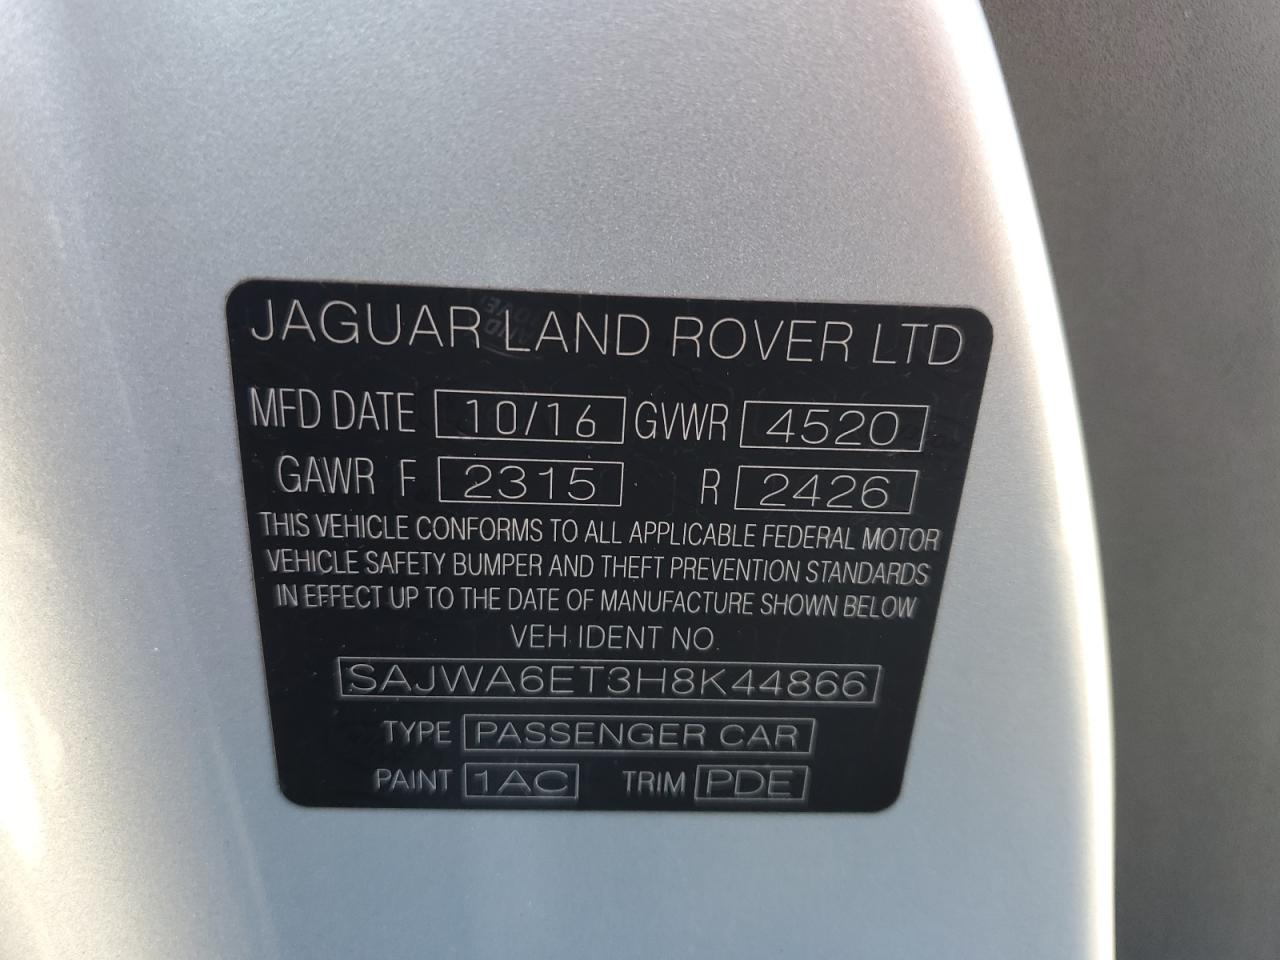 JAGUAR LAND ROVER LTD
MFD DATE 10/16 GVWR 4520
GAWR F 2315 R 2426
THIS VEHICLE CONFORMS TO ALL APPLICABLE FEDERAL MOTOR
VEHICLE SAFETY BUMPER AND THEFT PREVENTION STANDARDS
IN EFFECT UP TO THE DATE OF MANUFACTURE SHOWN BELOW
VEH IDENT NO.
SAJWA6ET3H8K44866
TYPE PASSENGER CAR
PAINT 1AC TRIM PDE